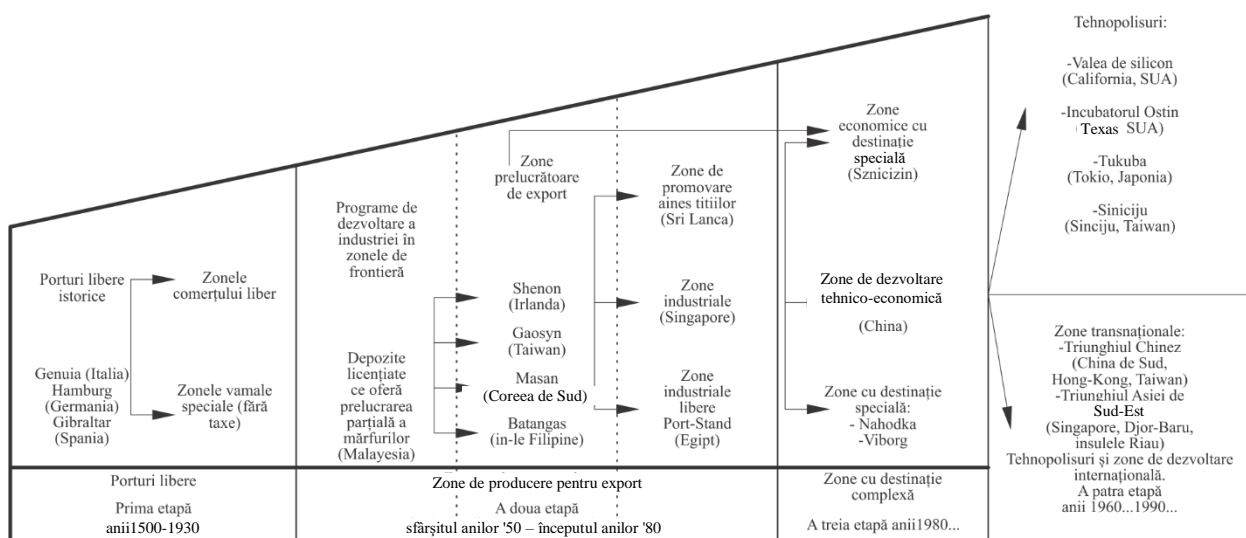 Porturi libere
istorice
Genuia (Italia)
Hamburg
(Germania)
Gibraltar
(Spania)
Zonele
comerțului liber
Zonele vamale
speciale (fără
taxe)
Porturi libere
Prima etapă
anii1500-1930
Programe de
dezvoltare a
industriei în
zonele de
frontieră
Depozite
licențiate
ce oferă
prelucrarea
parțială a
mărfurilor
(Malayesia)
Zone
prelucrătoare
de export
Shenon
(Irlanda)
Gaosyn
(Taiwan)
Masan
(Coreea de Sud)
Batangas
(in-le Filipine)
Zone de
promovare
aines titiilor
(Sri Lanca)
Zone
industriale
(Singapore)
Zone
industriale
libere
Port-Stand
(Egipt)
Zone de producere pentru export
A doua etapă
sfârșitul anilor '50 – începutul anilor '80
Zone
economice cu
destinație
specială
(Sznicizin)
Zone de dezvoltare
tehnico-economică
(China)
Zone cu destinație
specială:
- Nahodka
-Viborg
Zone cu destinație
complexă
A treia etapă anii1980...
Tehnopolisuri:
-Valea de silicon
(California, SUA)
-Incubatorul Ostin
(Texas SUA)
-Tukuba
(Tokio, Japonia)
-Siniciju
(Sinciju, Taiwan)
Zone transnaționale:
-Triunghiul Chinez
(China de Sud,
Hong-Kong, Taiwan)
-Triunghiul Asiei de
Sud-Est
(Singapore, Djor-Baru,
insulele Riau)
Tehnopolisuri și zone de dezvoltare
internațională.
A patra etapă
anii 1960...1990...